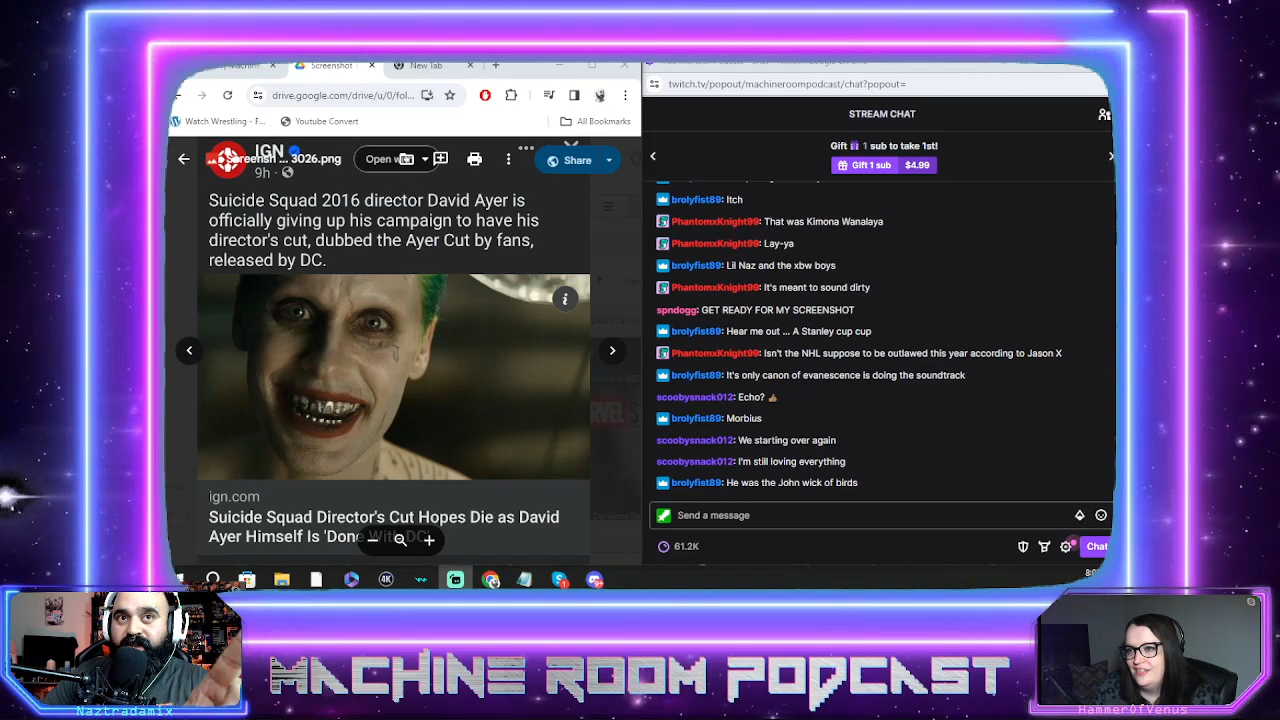 Screenshot
New Tab
drive.google.com/drive/u/0/fol...
twitch.tv/popout/machineroompodcast/chat?popout=
Watch Wrestling - F...
Youtube Convert
All Bookmarks
STREAM CHAT
IGN
3026.png
Open w
Share
9h
Gift 1 sub to take 1st!
Gift 1 sub $4.99
Suicide Squad 2016 director David Ayer is
officially giving up his campaign to have his
director's cut, dubbed the Ayer Cut by fans,
released by DC.
ign.com
Suicide Squad Director's Cut Hopes Die as David
Ayer Himself Is 'Done With DC'
brolyfist89: Itch
PhantomxKnight99: That was Kimona Wanalaya
PhantomxKnight99: Lay-ya
brolyfist89: Lil Naz and the xbw boys
PhantomxKnight99: It's meant to sound dirty
spndogg: GET READY FOR MY SCREENSHOT
brolyfist89: Hear me out ... A Stanley cup cup
PhantomxKnight99: Isn't the NHL suppose to be outlawed this year according to Jason X
brolyfist89: It's only canon of evanescence is doing the soundtrack
scoobysnack012: Echo? 👍🏽
brolyfist89: Morbius
scoobysnack012: We starting over again
scoobysnack012: I'm still loving everything
brolyfist89: He was the John wick of birds
Send a message
61.2K
Chat
4K
MACHINE ROOM PODCAST
Naztradamix
HammerOfVenus